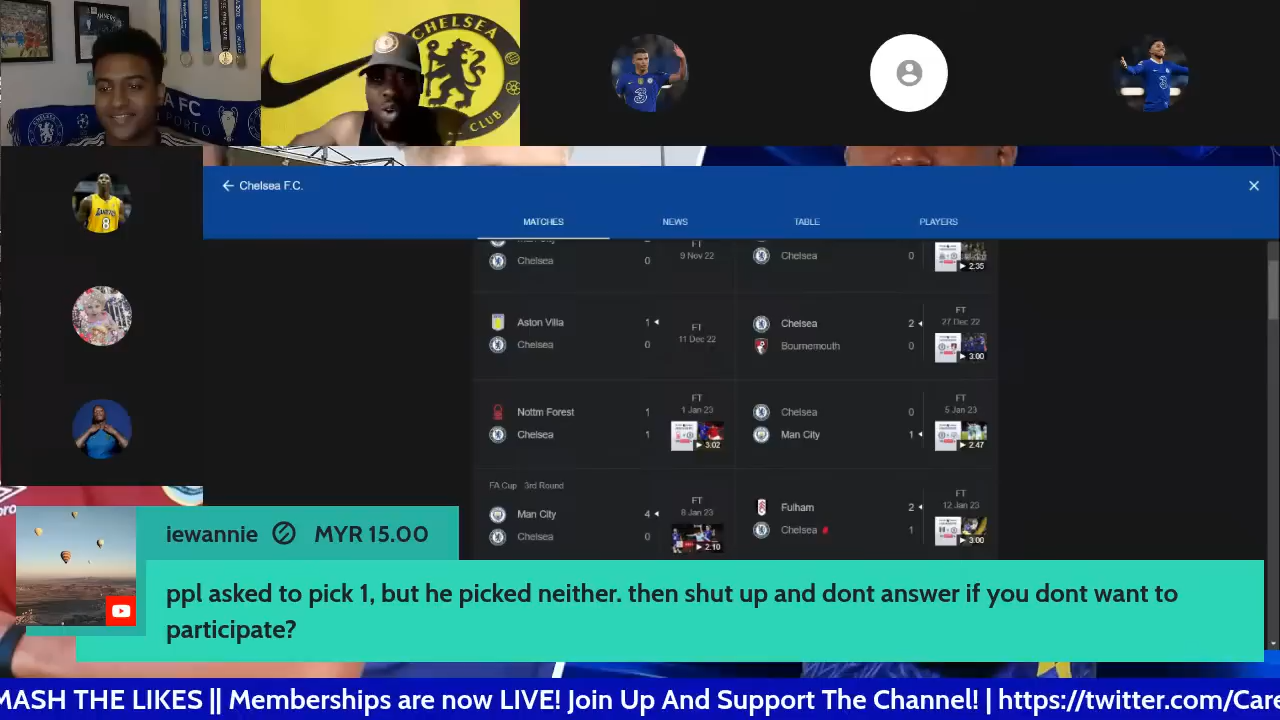 CHELSEA
CLUB
A FC
PORTO
Chelsea F.C.
MATCHES NEWS TABLE PLAYERS
FT
9 Nov 22
Chelsea 0
Chelsea 0
2:35
Aston Villa 1
Chelsea 0
FT
11 Dec 22
Chelsea 2
Bournemouth 0
FT
27 Dec 22
3:00
Nottm Forest 1
Chelsea 1
FT
1 Jan 23
3:02
Chelsea 0
Man City 1
FT
5 Jan 23
2:47
FA Cup 3rd Round
Man City 4
Chelsea 0
FT
8 Jan 23
2:10
Fulham 2
Chelsea 1
FT
12 Jan 23
3:00
iewannie MYR 15.00
ppl asked to pick 1, but he picked neither. then shut up and dont answer if you dont want to
participate?
MASH THE LIKES || Memberships are now LIVE! Join Up And Support The Channel! | https://twitter.com/Care